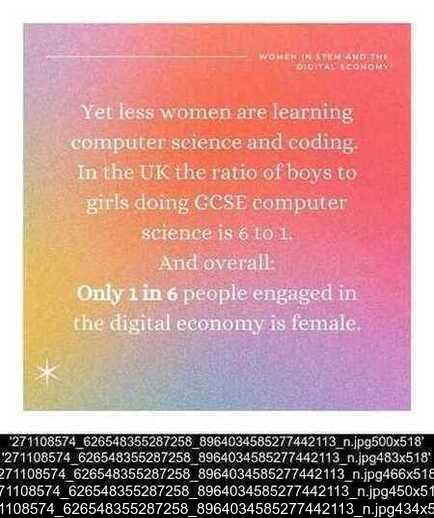 WOMEN IN STEM AND THE
DIGITAL ECONOMY
Yet less women are learning
computer science and coding.
In the UK the ratio of boys to
girls doing GCSE computer
science is 6 to 1.
And overall:
Only 1 in 6 people engaged in
the digital economy is female.
'271108574_626548355287258_8964034585277442113_n.jpg500x518'
'271108574_626548355287258_8964034585277442113_n.jpg483x518'
271108574_626548355287258_8964034585277442113_n.jpg466x518
71108574_626548355287258_8964034585277442113_n.jpg450x51
1108574_626548355287258_8964034585277442113_n.jpg434x5